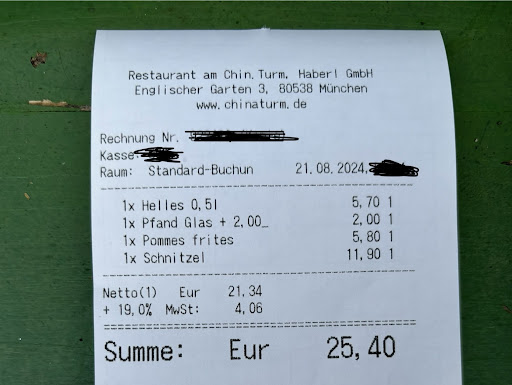 Restaurant am Chin.Turm, Haberl GmbH
Englischer Garten 3, 80538 München
www.chinaturm.de
Rechnung Nr.
Kasse:
Raum: Standard-Buchun 21.08.2024,
1x Helles 0,5l 5,70 1
1x Pfand Glas + 2,00_ 2,00 1
1x Pommes frites 5,80 1
1x Schnitzel 11,90 1
Netto(1) Eur 21,34
+ 19,0% MwSt: 4,06
Summe: Eur 25,40